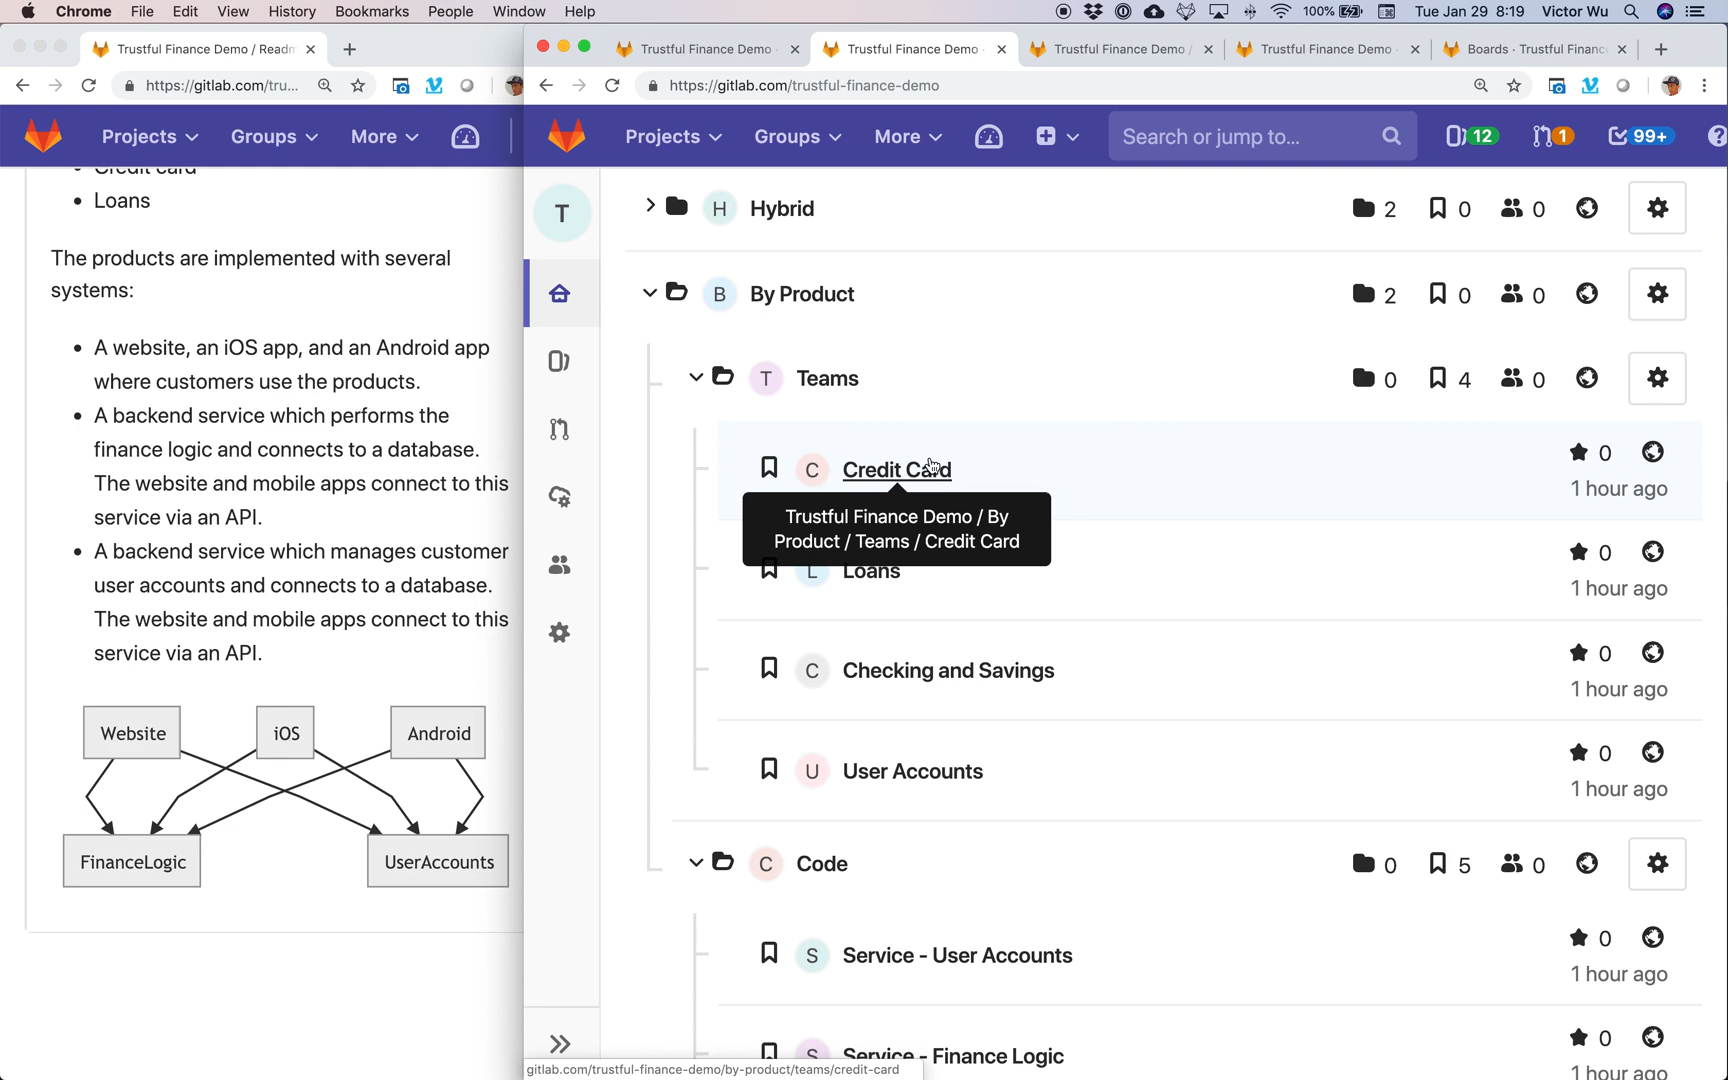 Chrome File Edit View History Bookmarks People Window Help 100% Tue Jan 29 8:19 Victor Wu
Trustful Finance Demo / Readm
https://gitlab.com/tru...
Projects Groups More
Credit card
Loans
The products are implemented with several
systems:
A website, an iOS app, and an Android app
where customers use the products.
A backend service which performs the
finance logic and connects to a database.
The website and mobile apps connect to this
service via an API.
A backend service which manages customer
user accounts and connects to a database.
The website and mobile apps connect to this
service via an API.
Website iOS Android
FinanceLogic UserAccounts
Trustful Finance Demo · Trustful Finance Demo · Trustful Finance Demo / Trustful Finance Demo · Boards · Trustful Financ
https://gitlab.com/trustful-finance-demo
Projects Groups More Search or jump to... 12 1 99+
T
H Hybrid 2 0 0
B By Product 2 0 0
T Teams 0 4 0
C Credit Card 0
1 hour ago
Trustful Finance Demo / By
Product / Teams / Credit Card
L Loans 0
1 hour ago
C Checking and Savings 0
1 hour ago
U User Accounts 0
1 hour ago
C Code 0 5 0
S Service - User Accounts 0
1 hour ago
S Service - Finance Logic 0
1 hour ago
gitlab.com/trustful-finance-demo/by-product/teams/credit-card